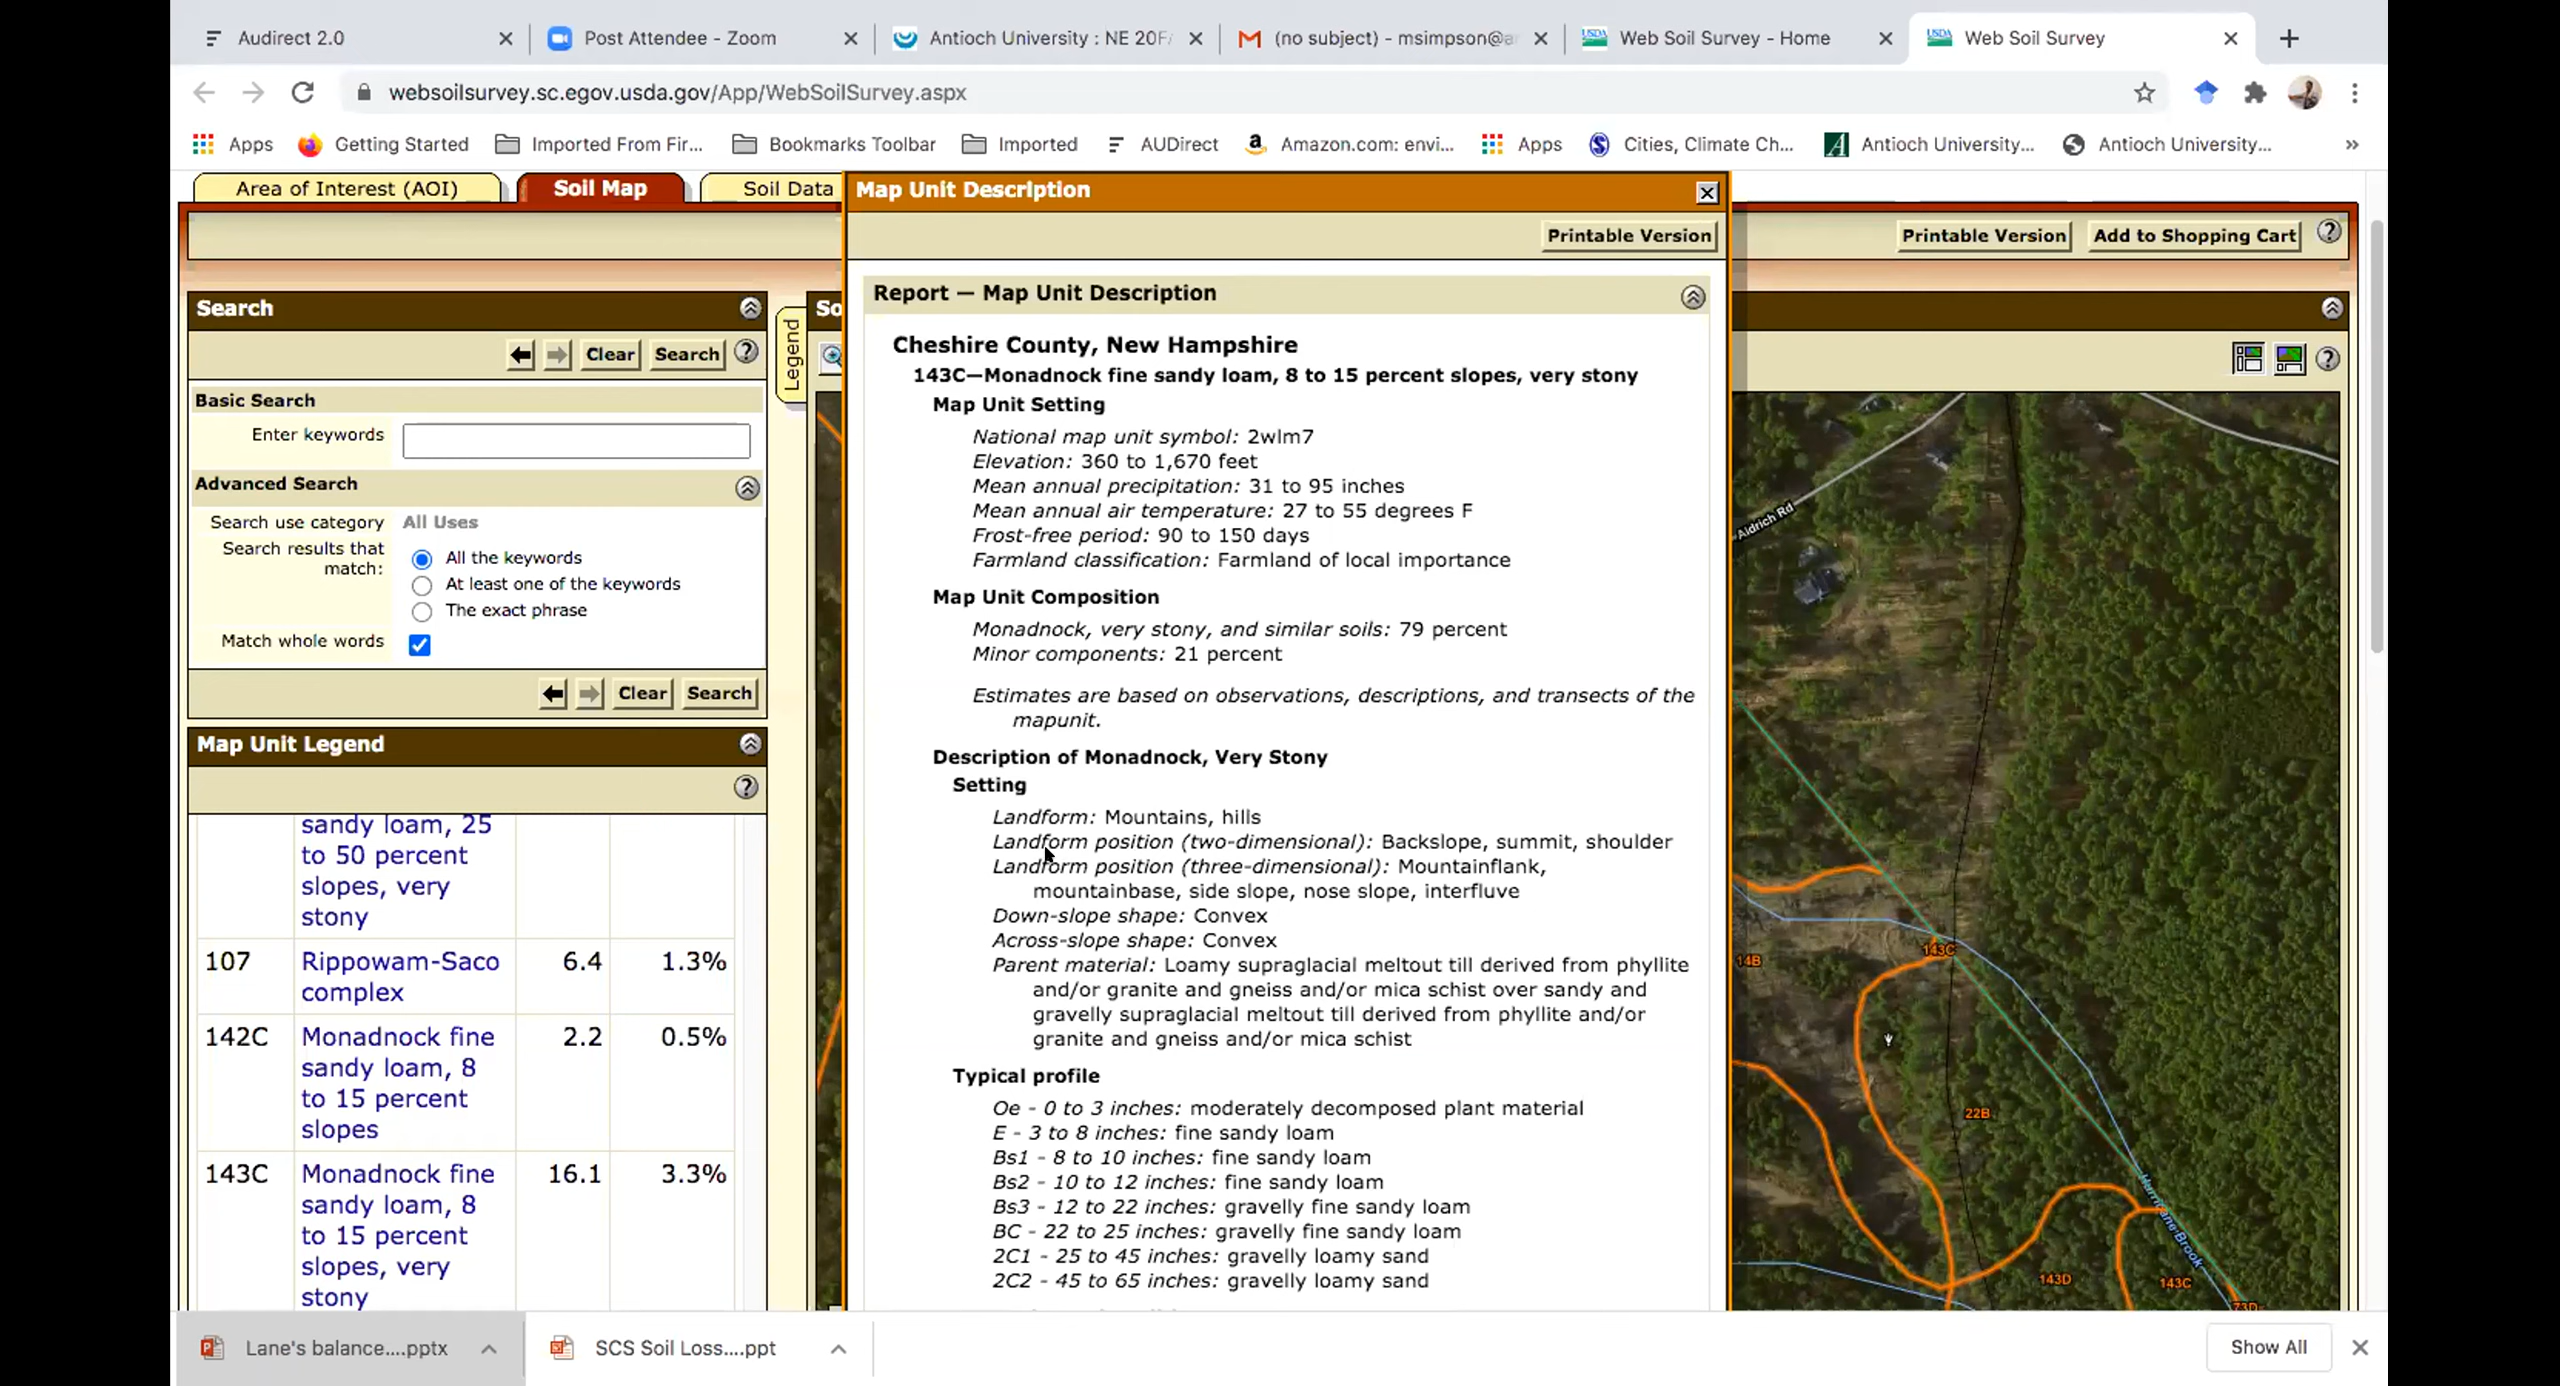 Audirect 2.0
Post Attendee - Zoom
Antioch University : NE 20F
(no subject) - msimpson@
Web Soil Survey - Home
Web Soil Survey
websoilsurvey.sc.egov.usda.gov/App/WebSoilSurvey.aspx
Apps
Getting Started
Imported From Fir...
Bookmarks Toolbar
Imported
AUDirect
Amazon.com: envi...
Apps
Cities, Climate Ch...
Antioch University...
Antioch University...
Area of Interest (AOI)
Soil Map
Soil Data
Map Unit Description
Printable Version
Printable Version
Add to Shopping Cart
Search
Clear
Search
Basic Search
Enter keywords
Advanced Search
Search use category
All Uses
Search results that
match:
All the keywords
At least one of the keywords
The exact phrase
Match whole words
Clear
Search
Map Unit Legend
sandy loam, 25
to 50 percent
slopes, very
stony
107 Rippowam-Saco 6.4 1.3%
complex
142C Monadnock fine 2.2 0.5%
sandy loam, 8
to 15 percent
slopes
143C Monadnock fine 16.1 3.3%
sandy loam, 8
to 15 percent
slopes, very
stony
Legend
So
Report — Map Unit Description
Cheshire County, New Hampshire
143C—Monadnock fine sandy loam, 8 to 15 percent slopes, very stony
Map Unit Setting
National map unit symbol: 2wlm7
Elevation: 360 to 1,670 feet
Mean annual precipitation: 31 to 95 inches
Mean annual air temperature: 27 to 55 degrees F
Frost-free period: 90 to 150 days
Farmland classification: Farmland of local importance
Map Unit Composition
Monadnock, very stony, and similar soils: 79 percent
Minor components: 21 percent
Estimates are based on observations, descriptions, and transects of the
mapunit.
Description of Monadnock, Very Stony
Setting
Landform: Mountains, hills
Landform position (two-dimensional): Backslope, summit, shoulder
Landform position (three-dimensional): Mountainflank,
mountainbase, side slope, nose slope, interfluve
Down-slope shape: Convex
Across-slope shape: Convex
Parent material: Loamy supraglacial meltout till derived from phyllite
and/or granite and gneiss and/or mica schist over sandy and
gravelly supraglacial meltout till derived from phyllite and/or
granite and gneiss and/or mica schist
Typical profile
Oe - 0 to 3 inches: moderately decomposed plant material
E - 3 to 8 inches: fine sandy loam
Bs1 - 8 to 10 inches: fine sandy loam
Bs2 - 10 to 12 inches: fine sandy loam
Bs3 - 12 to 22 inches: gravelly fine sandy loam
BC - 22 to 25 inches: gravelly fine sandy loam
2C1 - 25 to 45 inches: gravelly loamy sand
2C2 - 45 to 65 inches: gravelly loamy sand
Aldrich Rd
143C
14B
22B
Hurricane Brook
143D
143C
73D
Lane's balance....pptx
SCS Soil Loss....ppt
Show All